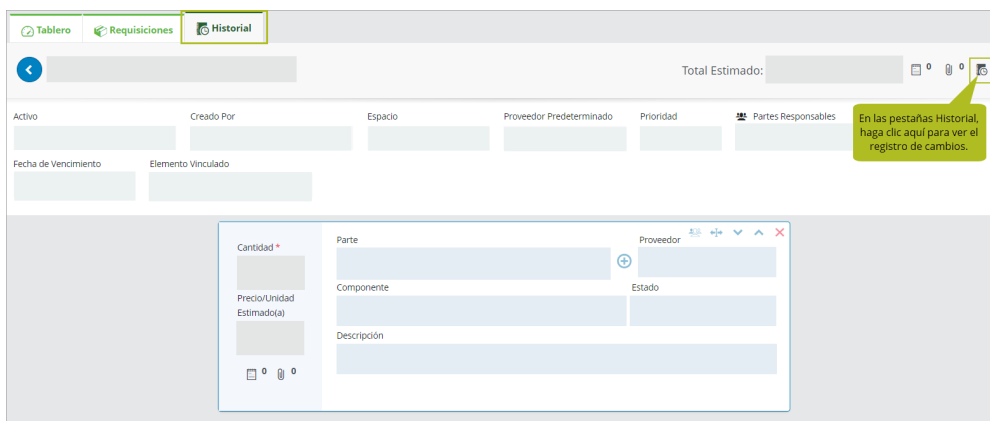 Tablero
Requisiciones
Historial
Total Estimado:
0
0
En las pestañas Historial,
haga clic aquí para ver el
registro de cambios.
Activo
Creado Por
Espacio
Proveedor Predeterminado
Prioridad
Partes Responsables
Fecha de Vencimiento
Elemento Vinculado
Cantidad *
Parte
Proveedor
Precio/Unidad
Estimado(a)
Componente
Estado
Descripción
0
0